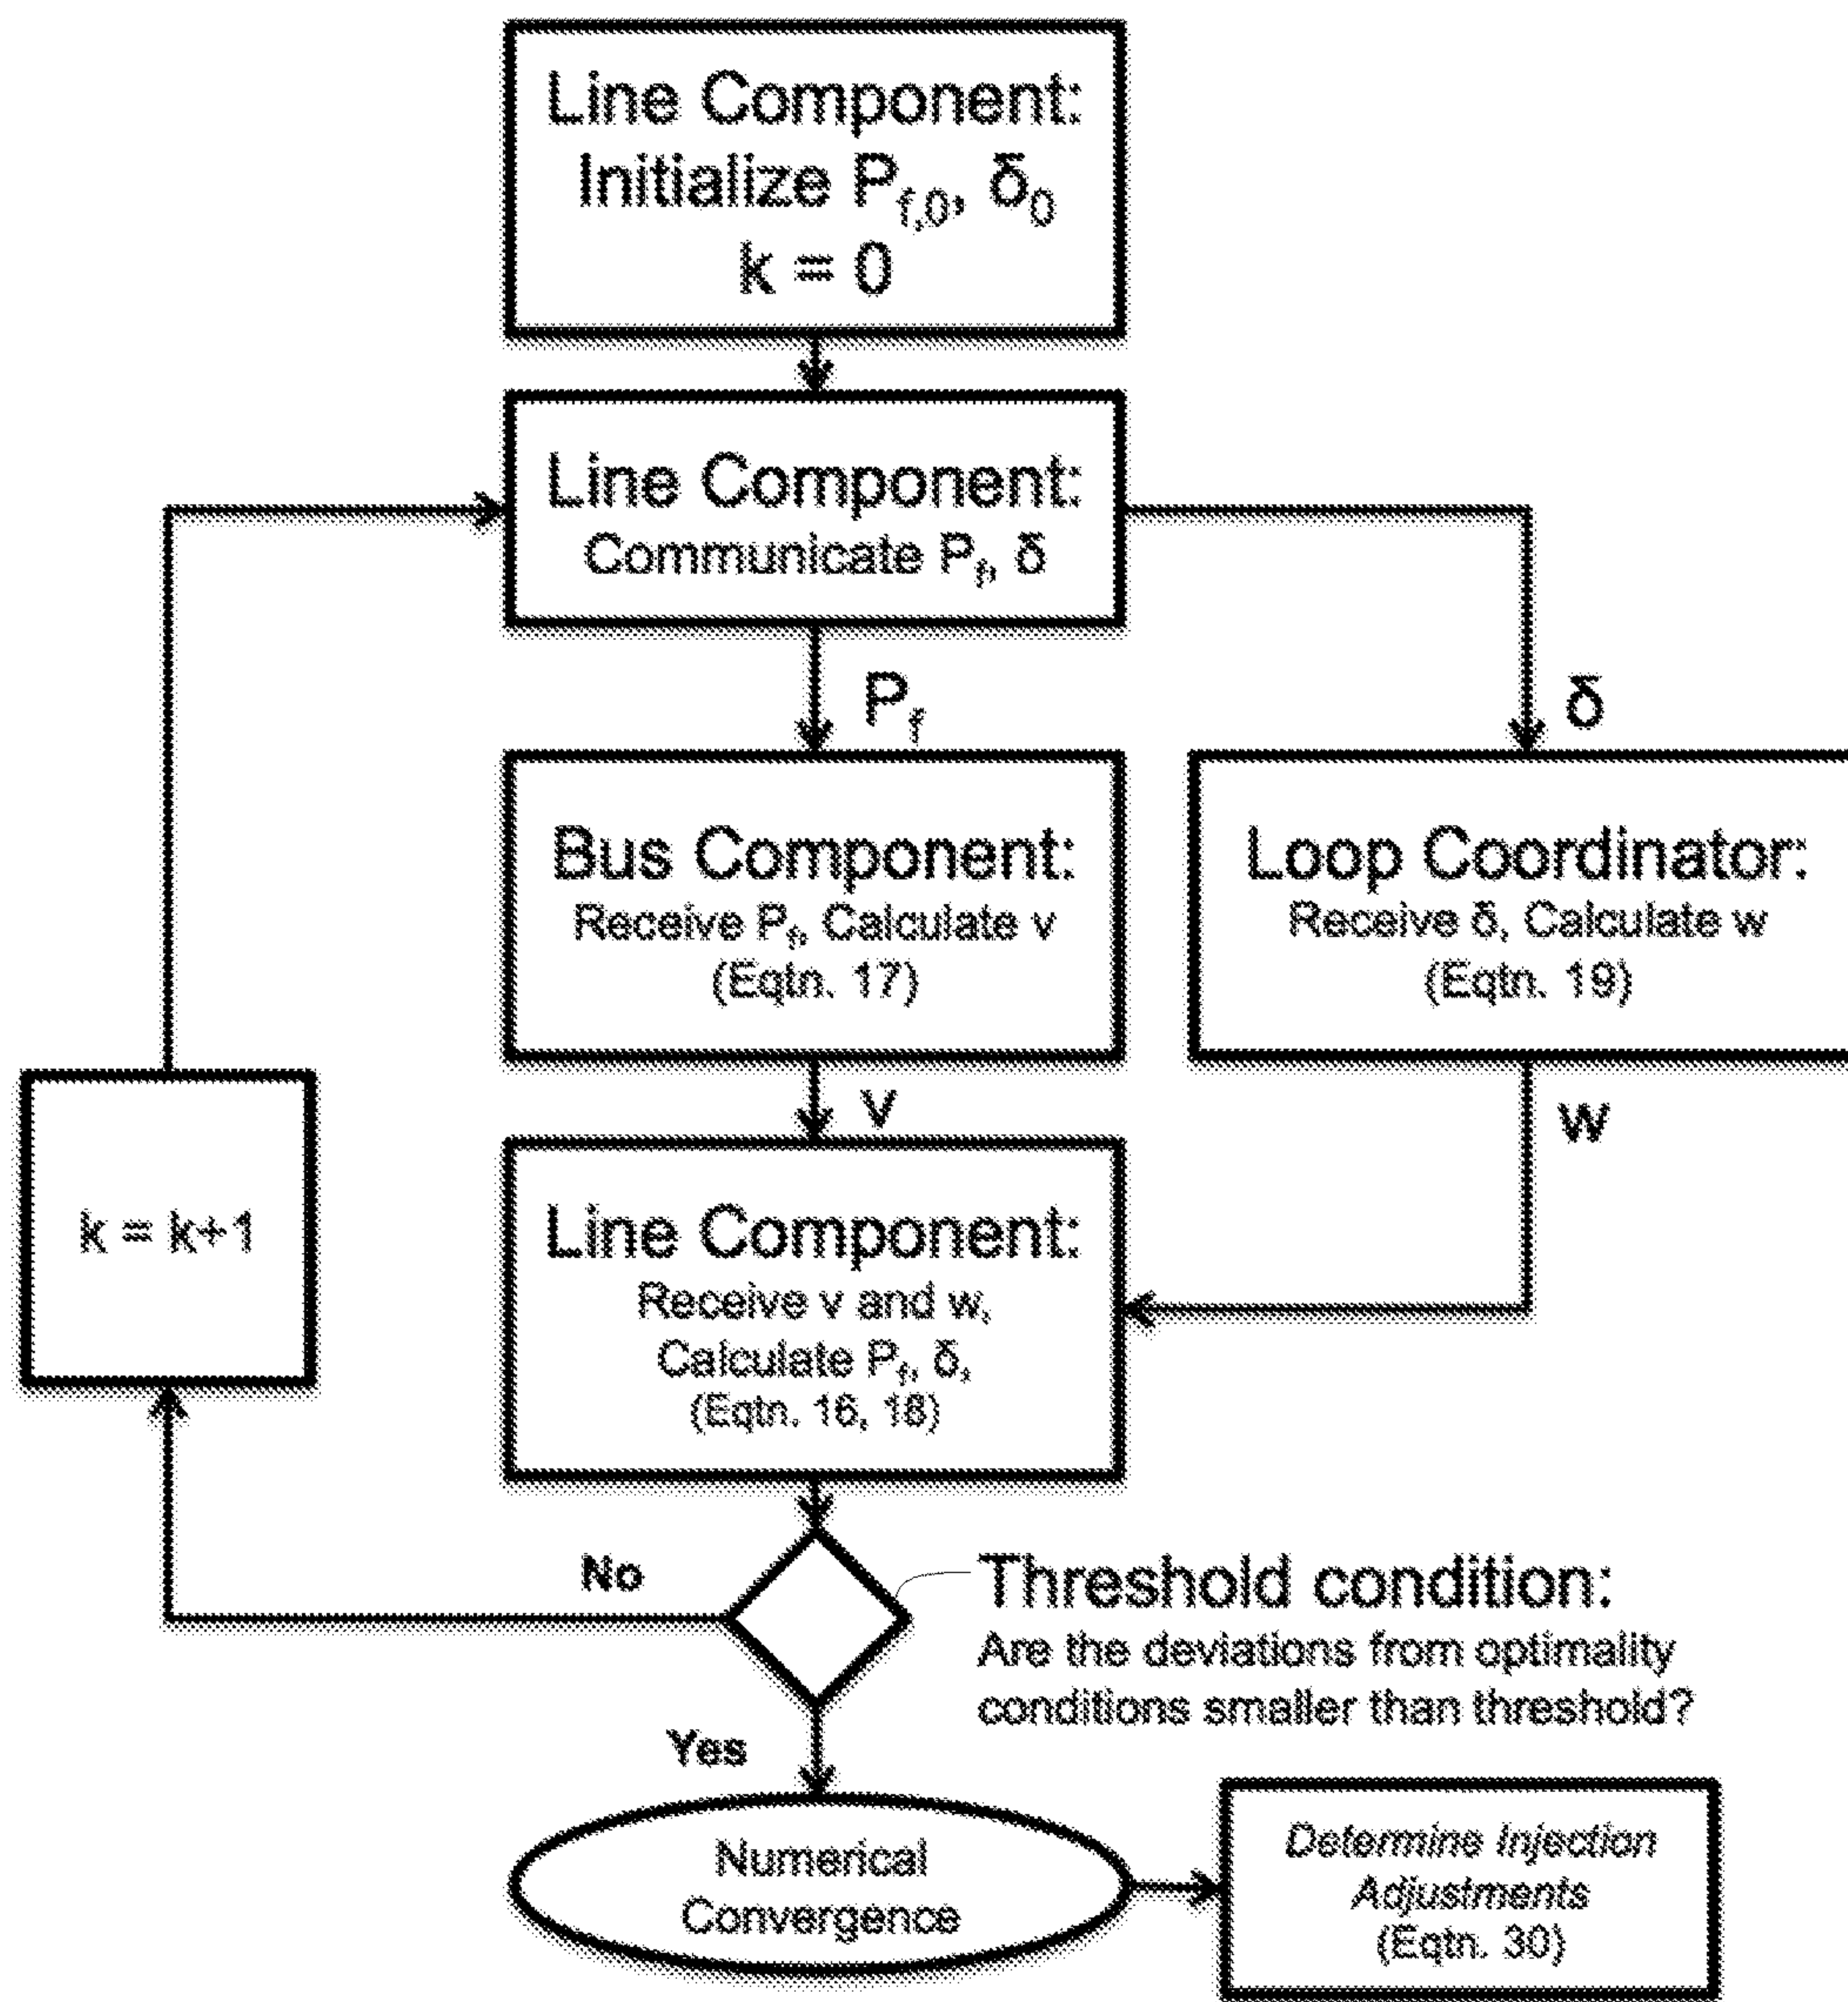 Line Component:
Initialize P_f,0, δ_0
k = 0
Line Component:
Communicate P_f, δ
P_f
δ
Bus Component:
Receive P_f, Calculate v
(Eqtn. 17)
Loop Coordinator:
Receive δ, Calculate w
(Eqtn. 19)
v
w
k = k+1
Line Component:
Receive v and w,
Calculate P_f, δ,
(Eqtn. 16, 18)
No
Threshold condition:
Are the deviations from optimality
conditions smaller than threshold?
Yes
Numerical
Convergence
Determine Injection
Adjustments
(Eqtn. 30)